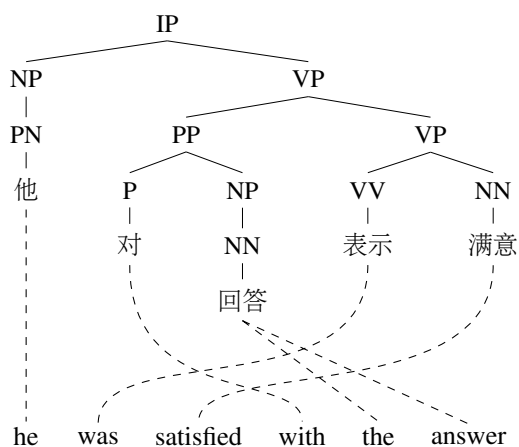 IP
NP VP
PN PP VP
他 P NP VV NN
对 NN 表示 满意
回答
he was satisfied with the answer